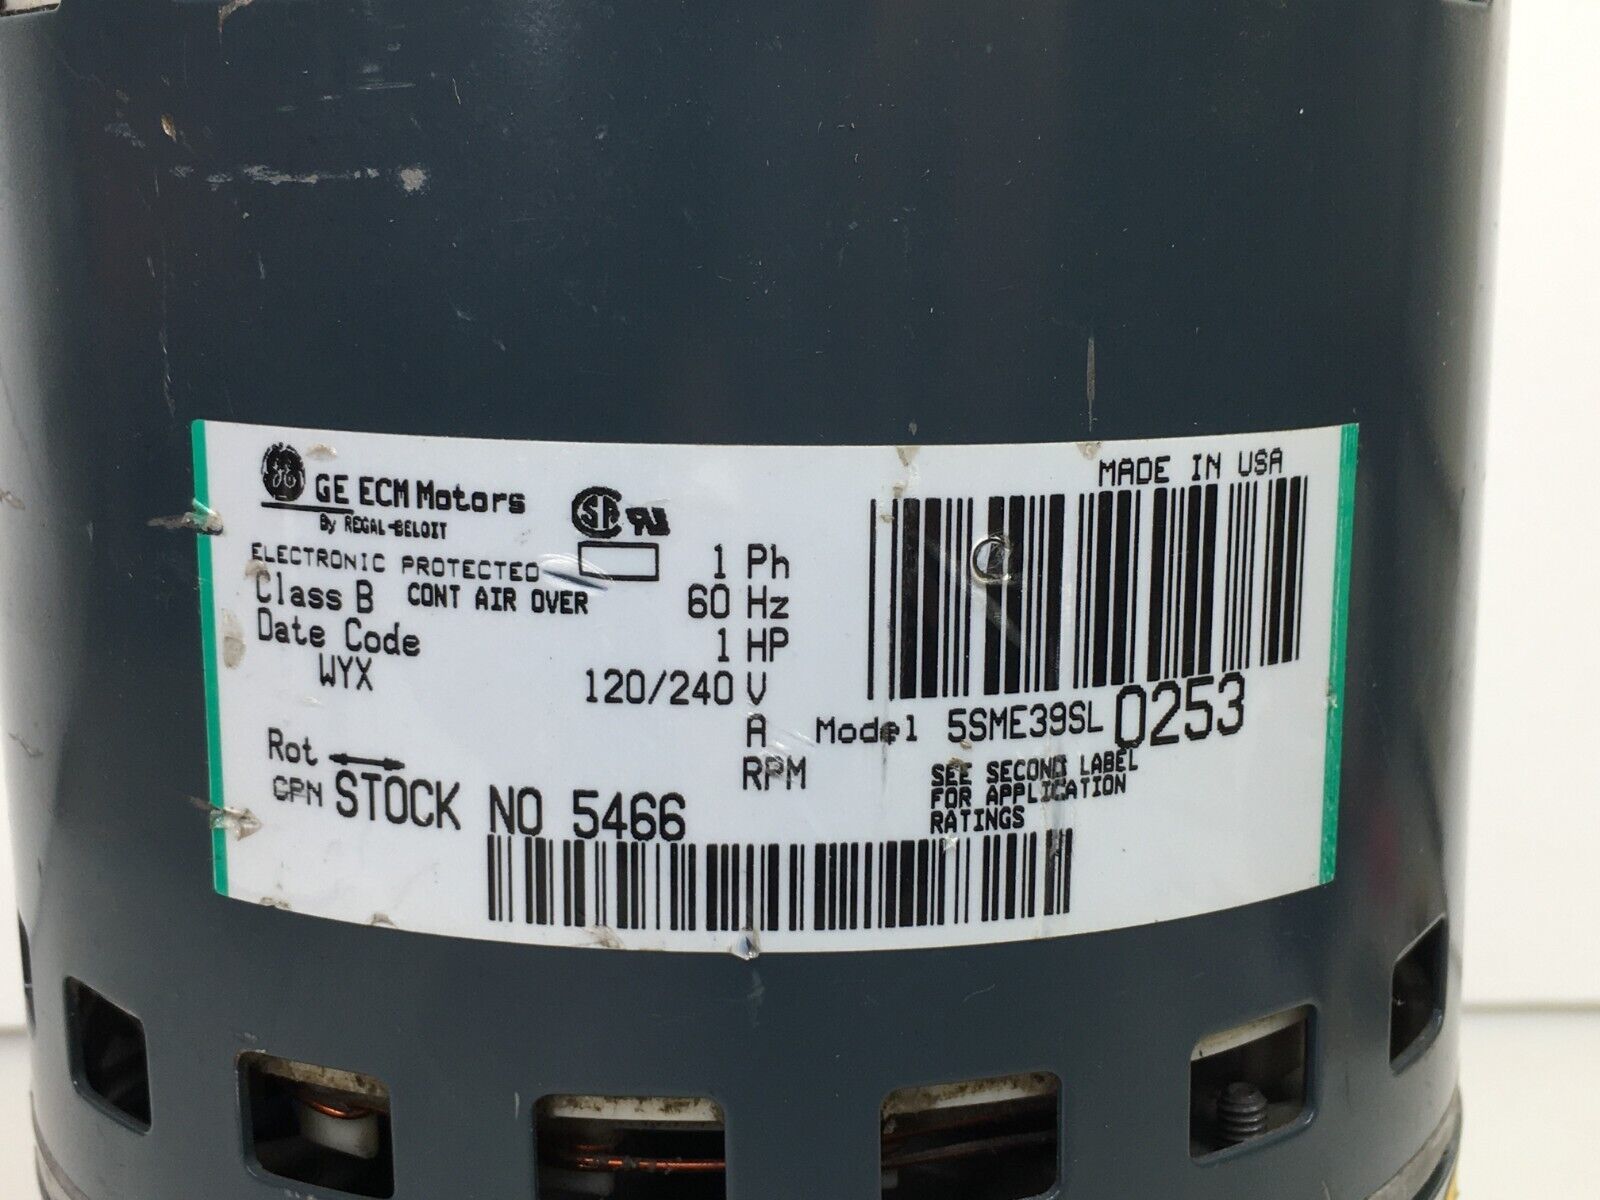 GE
GE ECM Motors
By REGAL-BELOIT
ELECTRONIC PROTECTED
Class B CONT AIR OVER
Date Code
WYX
Rot
CPN STOCK NO 5466
1 Ph
60 Hz
1 HP
120/240 V
A
RPM
MADE IN USA
Model 5SME39SL0253
SEE SECOND LABEL
FOR APPLICATION
RATINGS